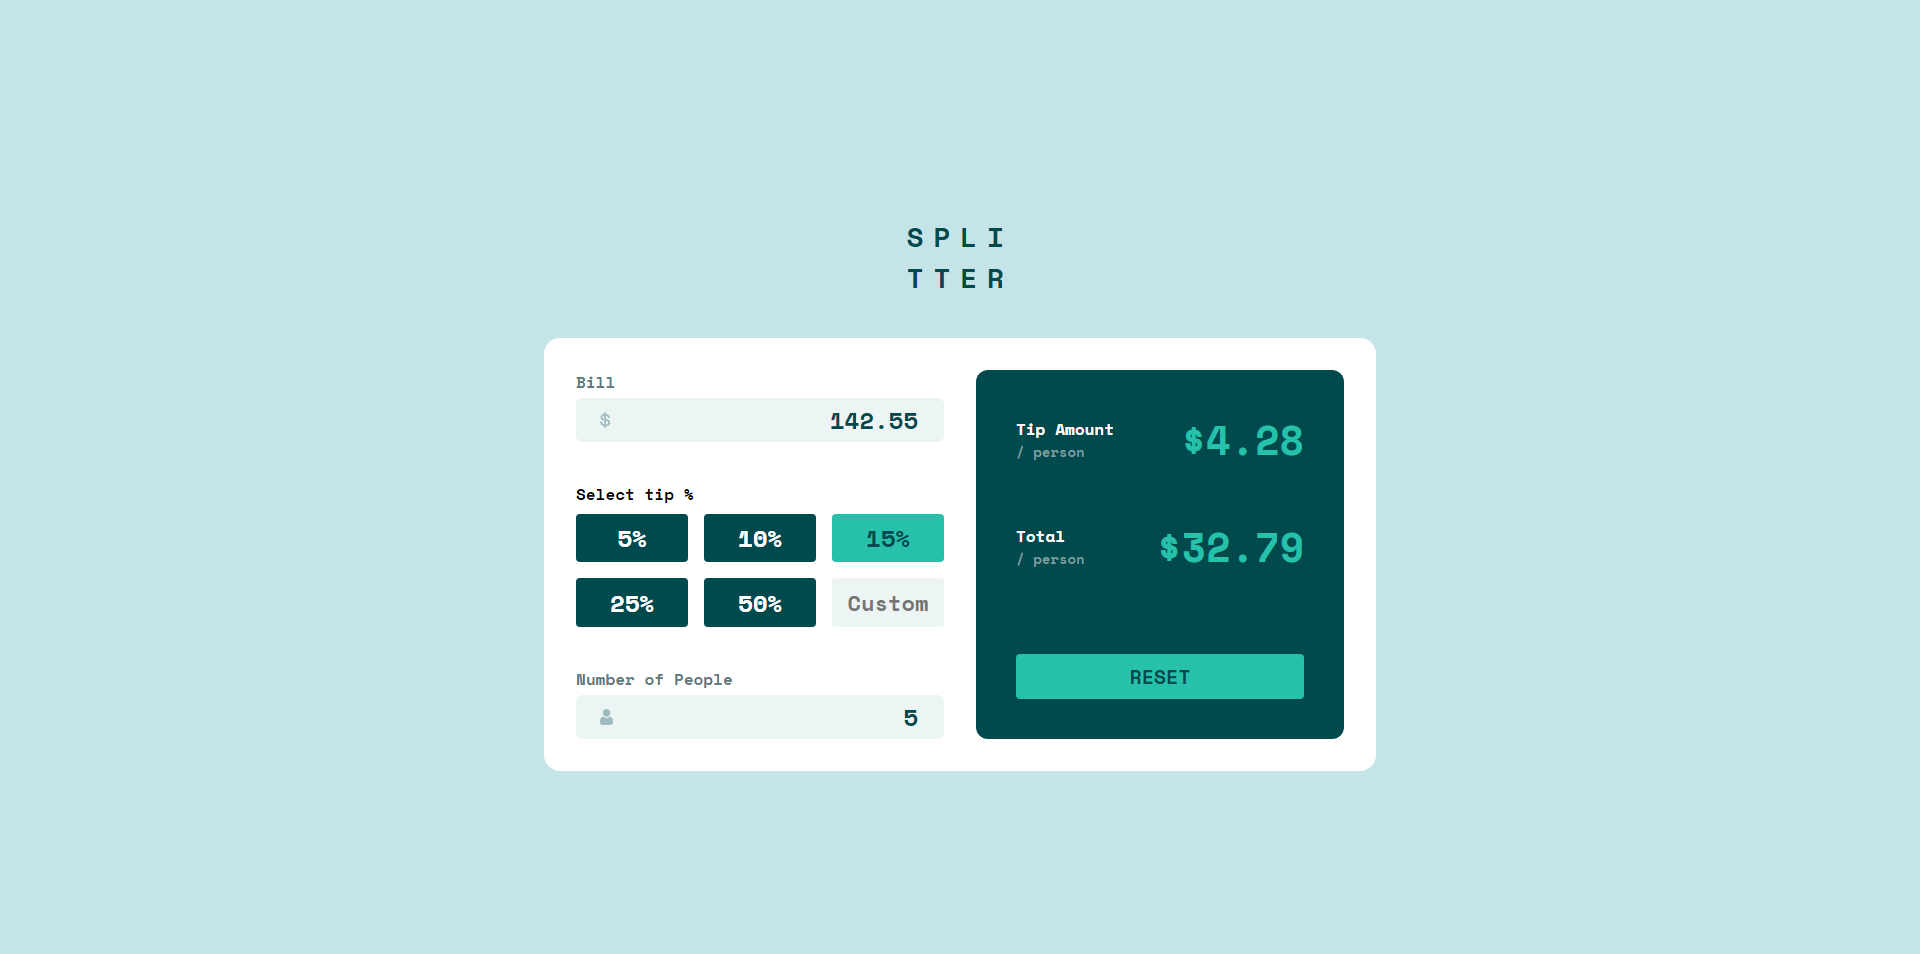 SPLI
TTER
Bill
$ 142.55
Select tip %
5% 10% 15%
25% 50% Custom
Number of People
5
Tip Amount
/ person
$4.28
Total
/ person
$32.79
RESET